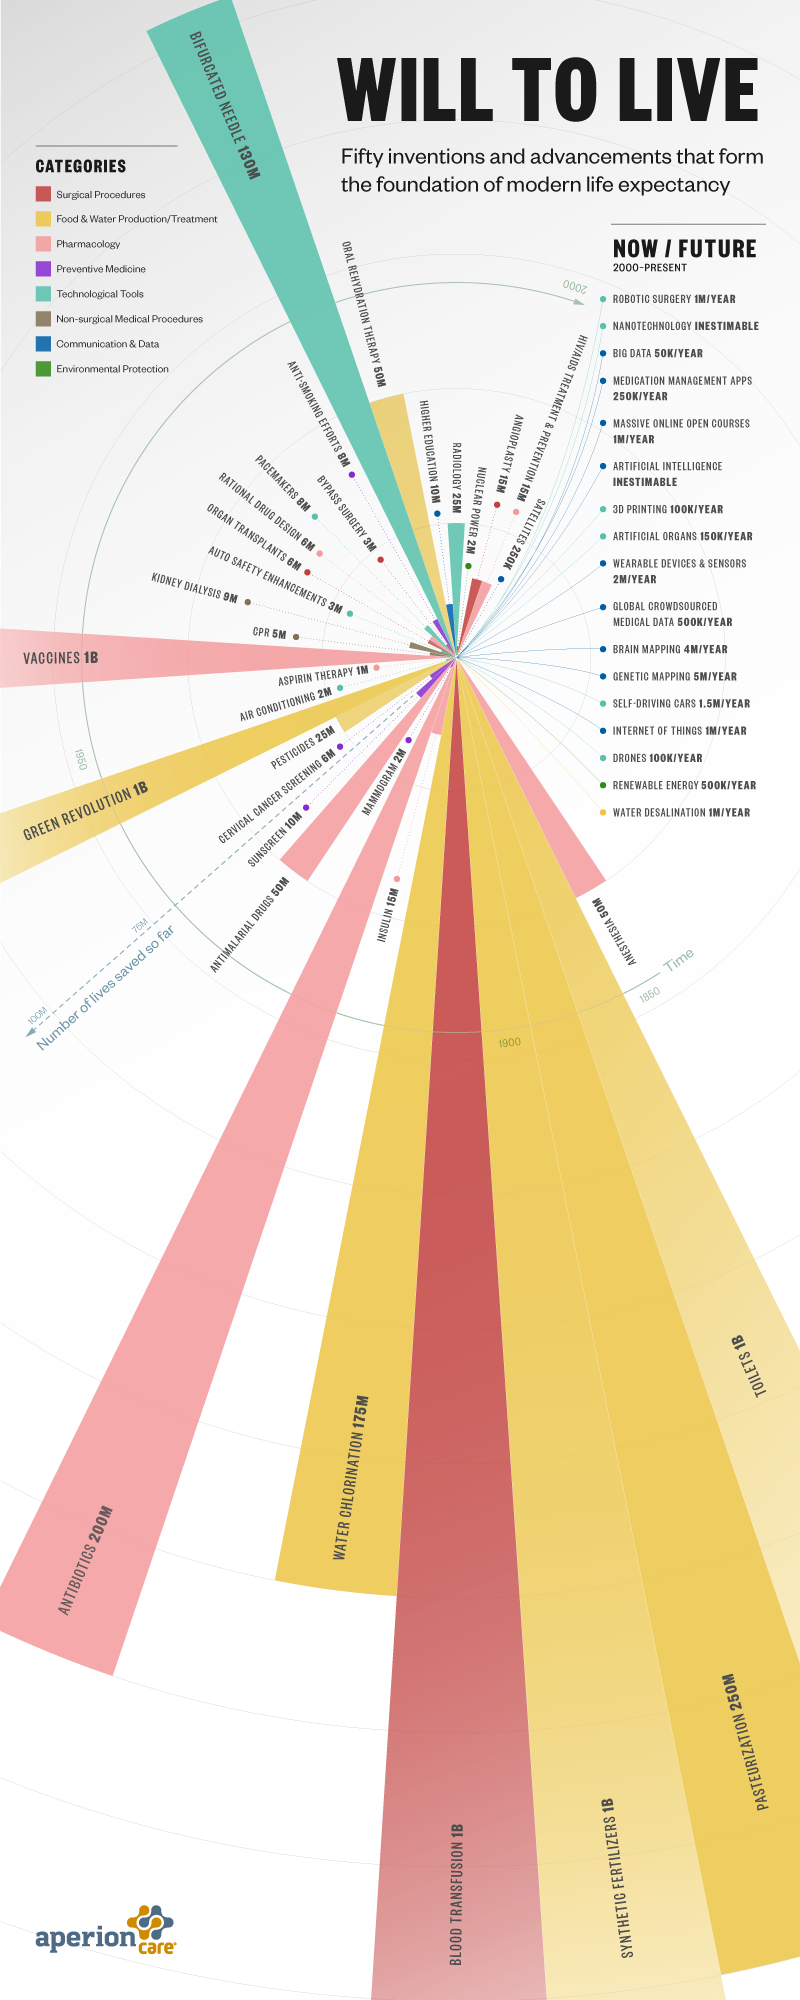 WILL TO LIVE
Fifty inventions and advancements that form
the foundation of modern life expectancy
CATEGORIES
Surgical Procedures
Food & Water Production/Treatment
Pharmacology
Preventive Medicine
Technological Tools
Non-surgical Medical Procedures
Communication & Data
Environmental Protection
NOW / FUTURE
2000-PRESENT
ROBOTIC SURGERY 1M/YEAR
NANOTECHNOLOGY INESTIMABLE
BIG DATA 50K/YEAR
MEDICATION MANAGEMENT APPS
250K/YEAR
MASSIVE ONLINE OPEN COURSES
1M/YEAR
ARTIFICIAL INTELLIGENCE
INESTIMABLE
3D PRINTING 100K/YEAR
ARTIFICIAL ORGANS 150K/YEAR
WEARABLE DEVICES & SENSORS
2M/YEAR
GLOBAL CROWDSOURCED
MEDICAL DATA 500K/YEAR
BRAIN MAPPING 4M/YEAR
GENETIC MAPPING 5M/YEAR
SELF-DRIVING CARS 1.5M/YEAR
INTERNET OF THINGS 1M/YEAR
DRONES 100K/YEAR
RENEWABLE ENERGY 500K/YEAR
WATER DESALINATION 1M/YEAR
Time
1850
1900
1950
2000
75M
100M
Number of lives saved so far
ANESTHESIA 50M
TOILETS 1B
PASTEURIZATION 250M
SYNTHETIC FERTILIZERS 1B
BLOOD TRANSFUSION 1B
WATER CHLORINATION 175M
INSULIN 15M
ANTIBIOTICS 200M
MAMMOGRAM 2M
ANTIMALARIAL DRUGS 50M
SUNSCREEN 10M
CERVICAL CANCER SCREENING 6M
PESTICIDES 25M
GREEN REVOLUTION 1B
AIR CONDITIONING 2M
ASPIRIN THERAPY 1M
VACCINES 1B
CPR 5M
KIDNEY DIALYSIS 9M
AUTO SAFETY ENHANCEMENTS 3M
ORGAN TRANSPLANTS 6M
RATIONAL DRUG DESIGN 6M
PACEMAKERS 8M
BYPASS SURGERY 3M
ANTI-SMOKING EFFORTS 8M
BIFURCATED NEEDLE 130M
ORAL REHYDRATION THERAPY 50M
HIGHER EDUCATION 10M
RADIOLOGY 25M
NUCLEAR POWER 2M
ANGIOPLASTY 15M
HIV/AIDS TREATMENT & PREVENTION 15M
SATELLITES 250K
aperion
care